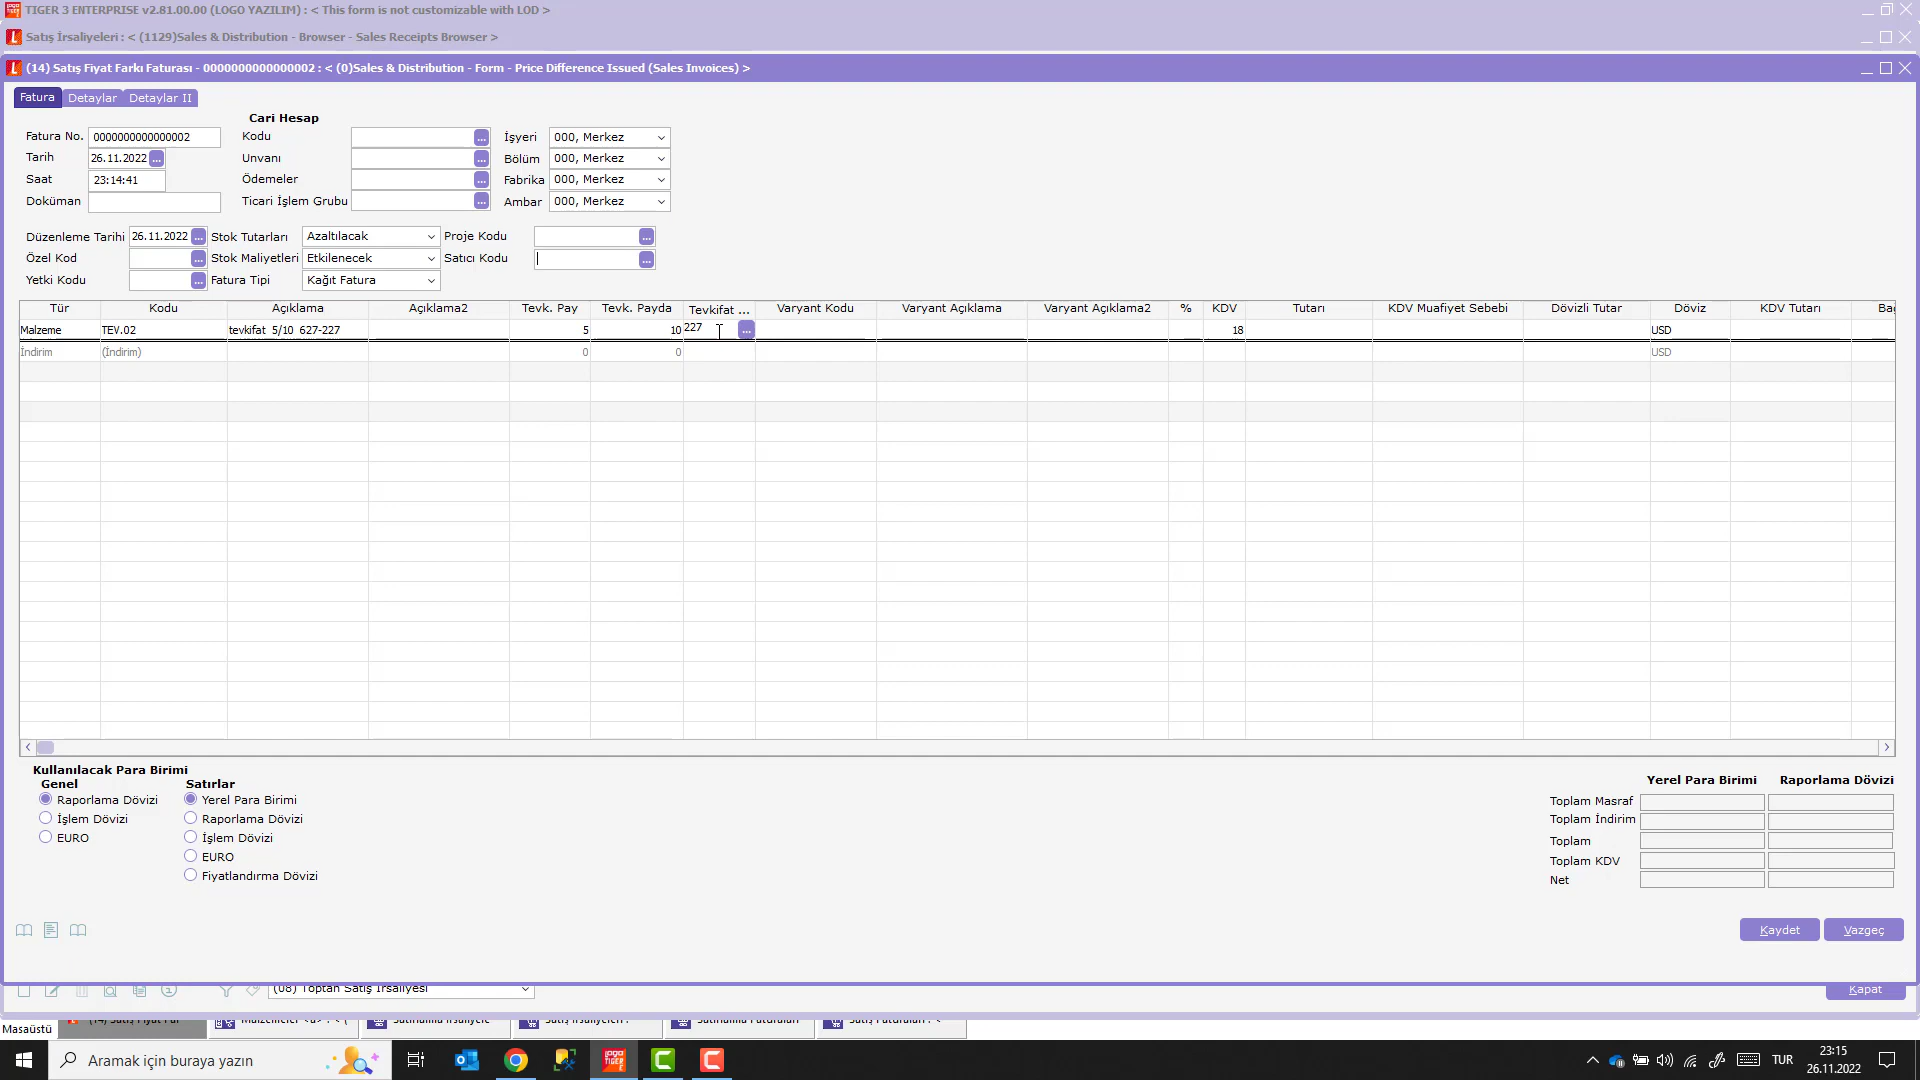 TIGER 3 ENTERPRISE v2.81.00.00 (LOGO YAZILIM) : < This form is not customizable with LOD >
Satış İrsaliyeleri : < (1129)Sales & Distribution - Browser - Sales Receipts Browser >
(14) Satış Fiyat Farkı Faturası - 0000000000000002 : < (0)Sales & Distribution - Form - Price Difference Issued (Sales Invoices) >
Fatura Detaylar Detaylar II
Cari Hesap
Fatura No. 0000000000000002 Kodu ... İşyeri 000, Merkez
Tarih 26.11.2022 ... Unvanı ... Bölüm 000, Merkez
Saat 23:14:41 Ödemeler ... Fabrika 000, Merkez
Doküman Ticari İşlem Grubu ... Ambar 000, Merkez
Düzenleme Tarihi 26.11.2022 ... Stok Tutarları Azaltılacak Proje Kodu ...
Özel Kod ... Stok Maliyetleri Etkilenecek Satıcı Kodu ...
Yetki Kodu ... Fatura Tipi Kağıt Fatura
Tür Kodu Açıklama Açıklama2 Tevk. Pay Tevk. Payda Tevkifat ... Varyant Kodu Varyant Açıklama Varyant Açıklama2 % KDV Tutarı KDV Muafiyet Sebebi Dövizli Tutar Döviz KDV Tutarı
Malzeme TEV.02 tevkifat 5/10 627-227 5 10 227 ... 18 USD
İndirim (İndirim) 0 0 USD
Kullanılacak Para Birimi
Genel Satırlar Yerel Para Birimi Raporlama Dövizi
Raporlama Dövizi Yerel Para Birimi Toplam Masraf
İşlem Dövizi Raporlama Dövizi Toplam İndirim
EURO İşlem Dövizi Toplam
EURO Toplam KDV
Fiyatlandırma Dövizi Net
Kaydet Vazgeç
(08) Toptan Satış İrsaliyesi Kapat
Masaüstü
Aramak için buraya yazın
TUR 23:15
26.11.2022